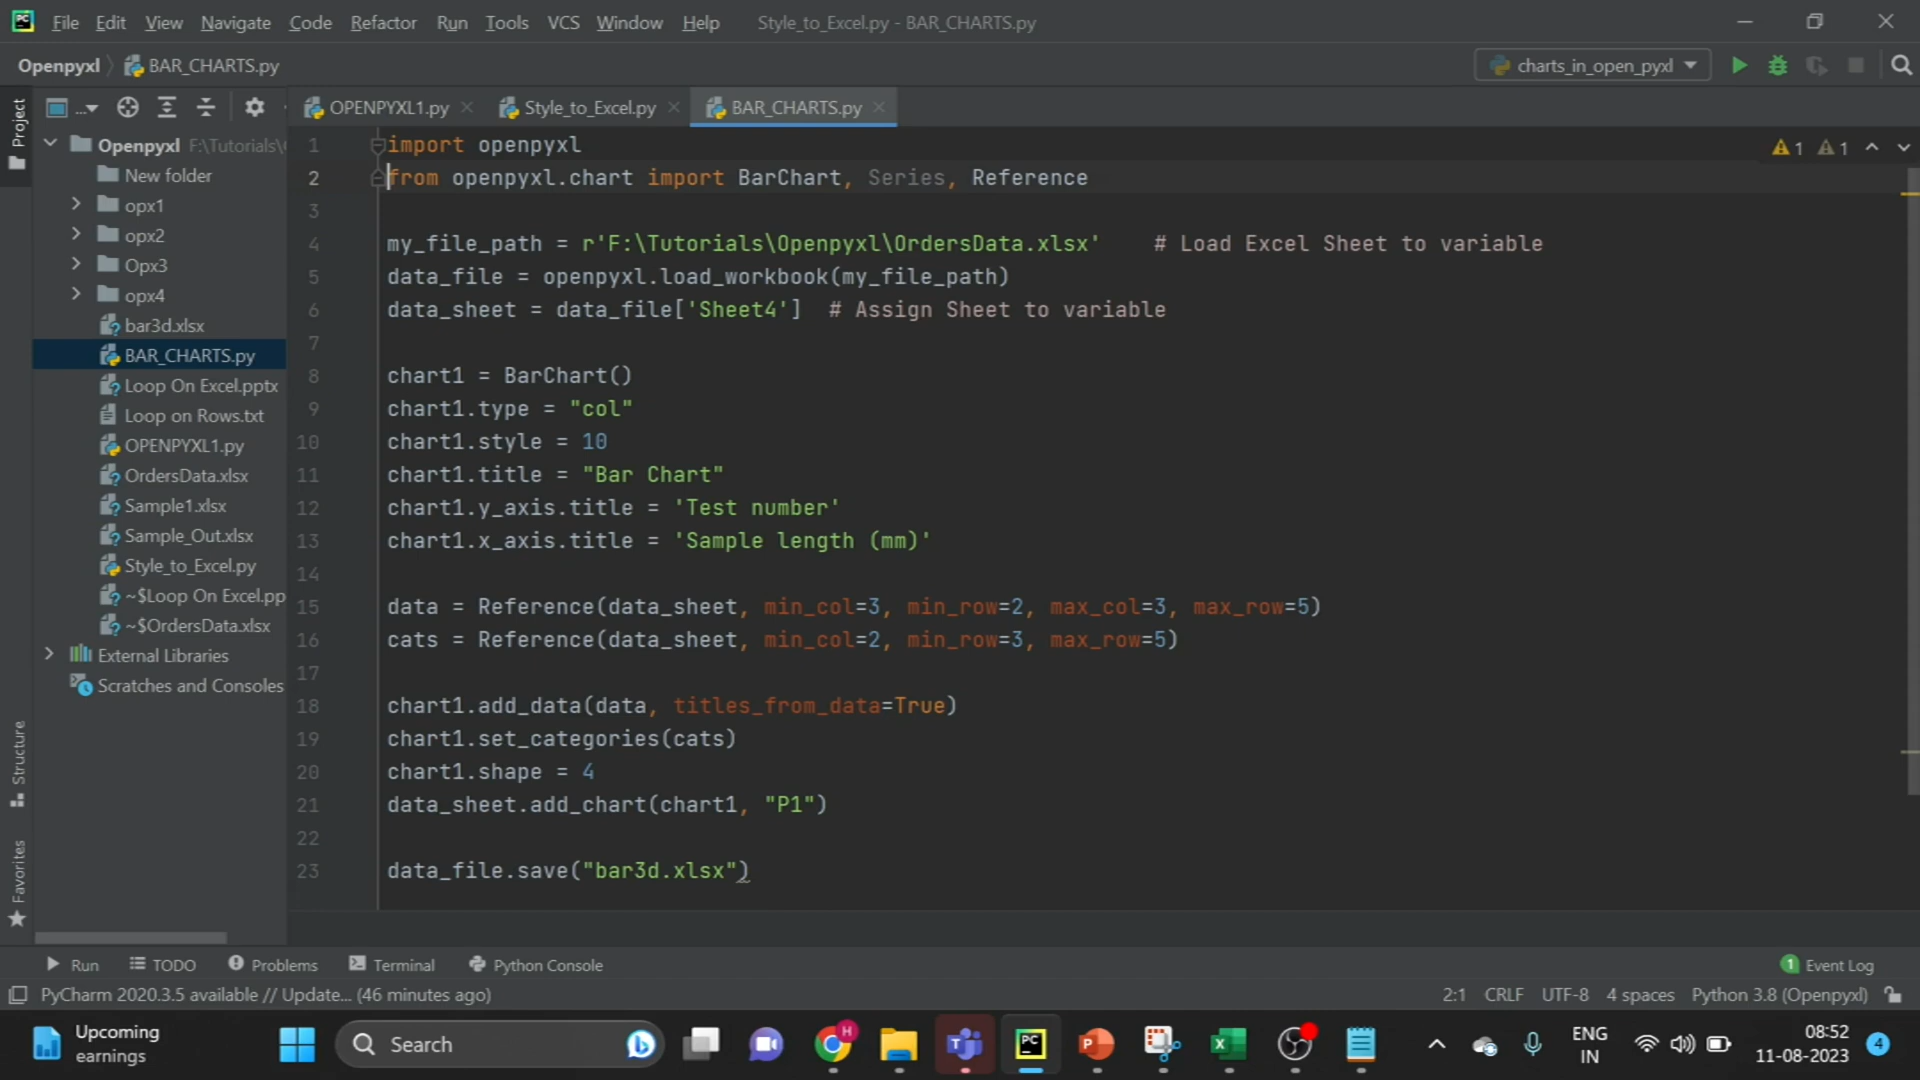 File Edit View Navigate Code Refactor Run Tools VCS Window Help Style_to_Excel.py - BAR_CHARTS.py
Openpyxl BAR_CHARTS.py charts_in_open_pyxl
Project ... OPENPYXL1.py Style_to_Excel.py BAR_CHARTS.py
Openpyxl F:\Tutorials\
New folder
opx1
opx2
Opx3
opx4
bar3d.xlsx
BAR_CHARTS.py
Loop On Excel.pptx
Loop on Rows.txt
OPENPYXL1.py
OrdersData.xlsx
Sample1.xlsx
Sample_Out.xlsx
Style_to_Excel.py
~$Loop On Excel.pp
~$OrdersData.xlsx
External Libraries
Scratches and Consoles
Structure
Favorites
1 import openpyxl
2 from openpyxl.chart import BarChart, Series, Reference
3
4 my_file_path = r'F:\Tutorials\Openpyxl\OrdersData.xlsx' # Load Excel Sheet to variable
5 data_file = openpyxl.load_workbook(my_file_path)
6 data_sheet = data_file['Sheet4'] # Assign Sheet to variable
7
8 chart1 = BarChart()
9 chart1.type = "col"
10 chart1.style = 10
11 chart1.title = "Bar Chart"
12 chart1.y_axis.title = 'Test number'
13 chart1.x_axis.title = 'Sample length (mm)'
14
15 data = Reference(data_sheet, min_col=3, min_row=2, max_col=3, max_row=5)
16 cats = Reference(data_sheet, min_col=2, min_row=3, max_row=5)
17
18 chart1.add_data(data, titles_from_data=True)
19 chart1.set_categories(cats)
20 chart1.shape = 4
21 data_sheet.add_chart(chart1, "P1")
22
23 data_file.save("bar3d.xlsx")
1 1
Run TODO Problems Terminal Python Console 1 Event Log
PyCharm 2020.3.5 available // Update... (46 minutes ago) 2:1 CRLF UTF-8 4 spaces Python 3.8 (Openpyxl)
Upcoming
earnings
Search
H
PC
ENG
IN
08:52
11-08-2023
4